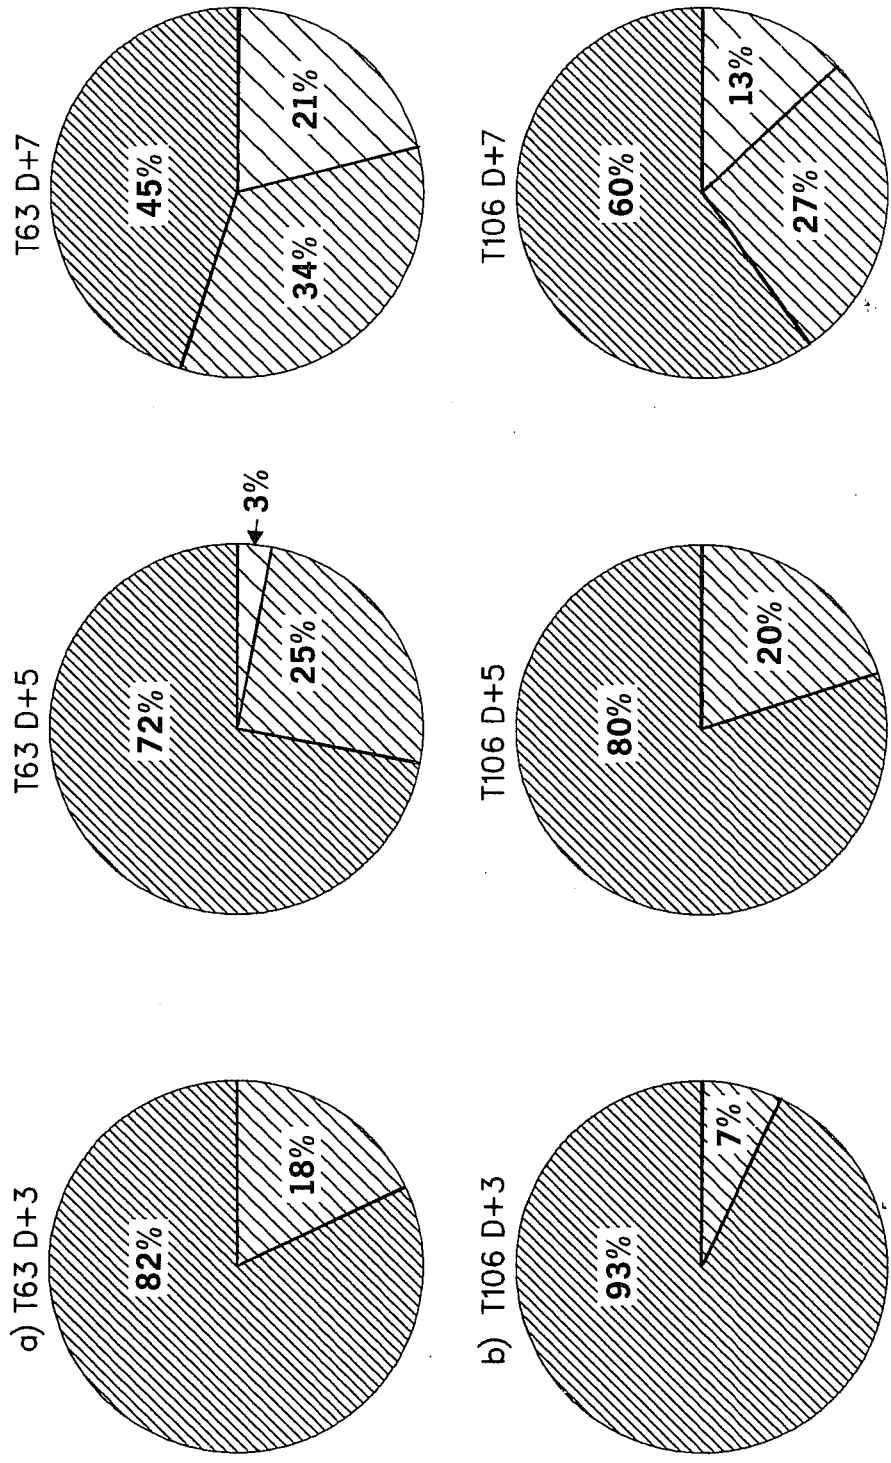 a) T63 D+3
82%
18%
T63 D+5
72%
3%
25%
T63 D+7
45%
34%
21%
b) T106 D+3
93%
7%
T106 D+5
80%
20%
T106 D+7
60%
27%
13%